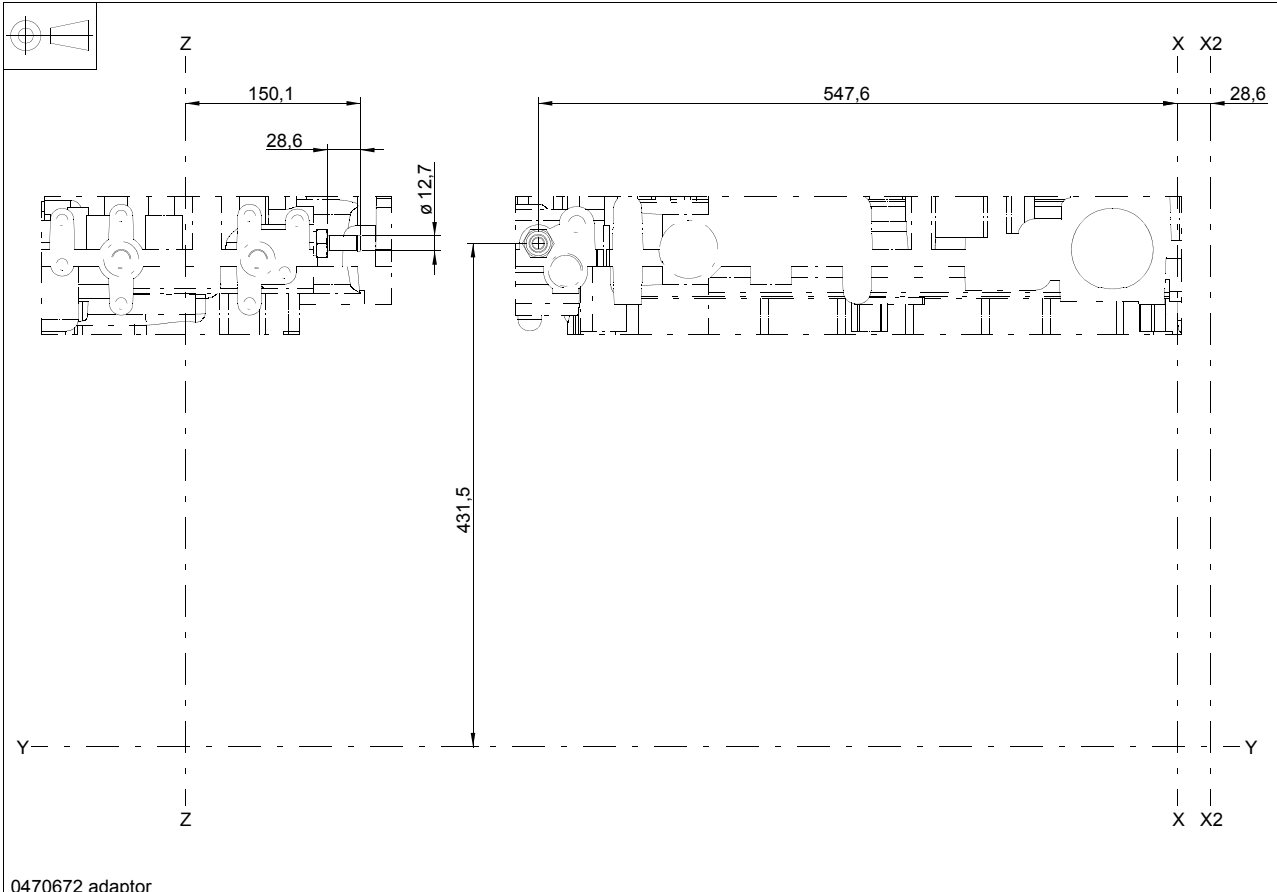 Z
X X2
150,1
547,6
28,6
28,6
ø 12,7
431,5
Y
Y
Z
X X2
0470672 adaptor